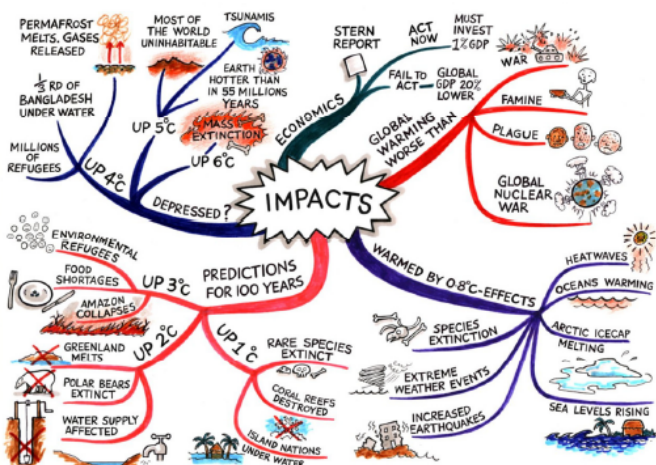 IMPACTS
ECONOMICS
STERN
REPORT
ACT
NOW
MUST
INVEST
1% GDP
FAIL TO
ACT
GLOBAL
GDP 20%
LOWER
GLOBAL
WARMING
WORSE THAN
WAR
FAMINE
PLAGUE
GLOBAL
NUCLEAR
WAR
WARMED BY 0.8°C-EFFECTS
HEATWAVES
OCEANS WARMING
ARCTIC ICECAP
MELTING
SEA LEVELS RISING
SPECIES
EXTINCTION
EXTREME
WEATHER EVENTS
INCREASED
EARTHQUAKES
PREDICTIONS
FOR 100 YEARS
UP 1°C
RARE SPECIES
EXTINCT
CORAL REEFS
DESTROYED
ISLAND NATIONS
UNDER WATER
UP 2°C
GREENLAND
MELTS
POLAR BEARS
EXTINCT
WATER SUPPLY
AFFECTED
UP 3°C
ENVIRONMENTAL
REFUGEES
FOOD
SHORTAGES
AMAZON
COLLAPSES
DEPRESSED?
UP 4°C
MILLIONS
OF
REFUGEES
⅓ RD OF
BANGLADESH
UNDER WATER
PERMAFROST
MELTS, GASES
RELEASED
UP 5°C
MOST OF
THE WORLD
UNINHABITABLE
TSUNAMIS
EARTH
HOTTER THAN
IN 55 MILLIONS
YEARS
UP 6°C
MASS
EXTINCTION